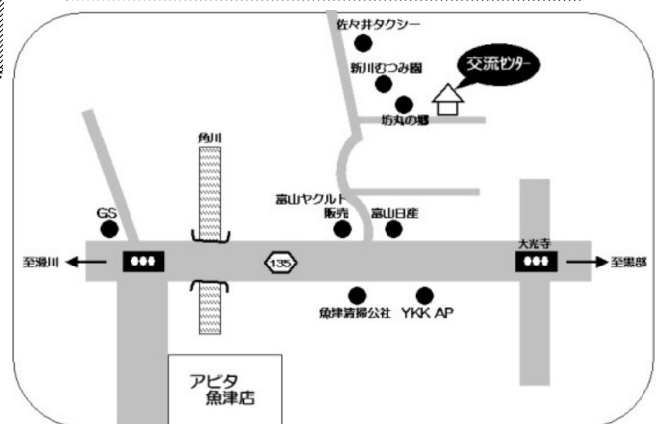 佐々井タクシー
新川むつみ園
交流ｾﾝﾀｰ
坊丸の郷
角川
富山ヤクルト
販売
富山日産
GS
大光寺
至滑川
135
至黒部
魚津清掃公社
YKK AP
アピタ
魚津店